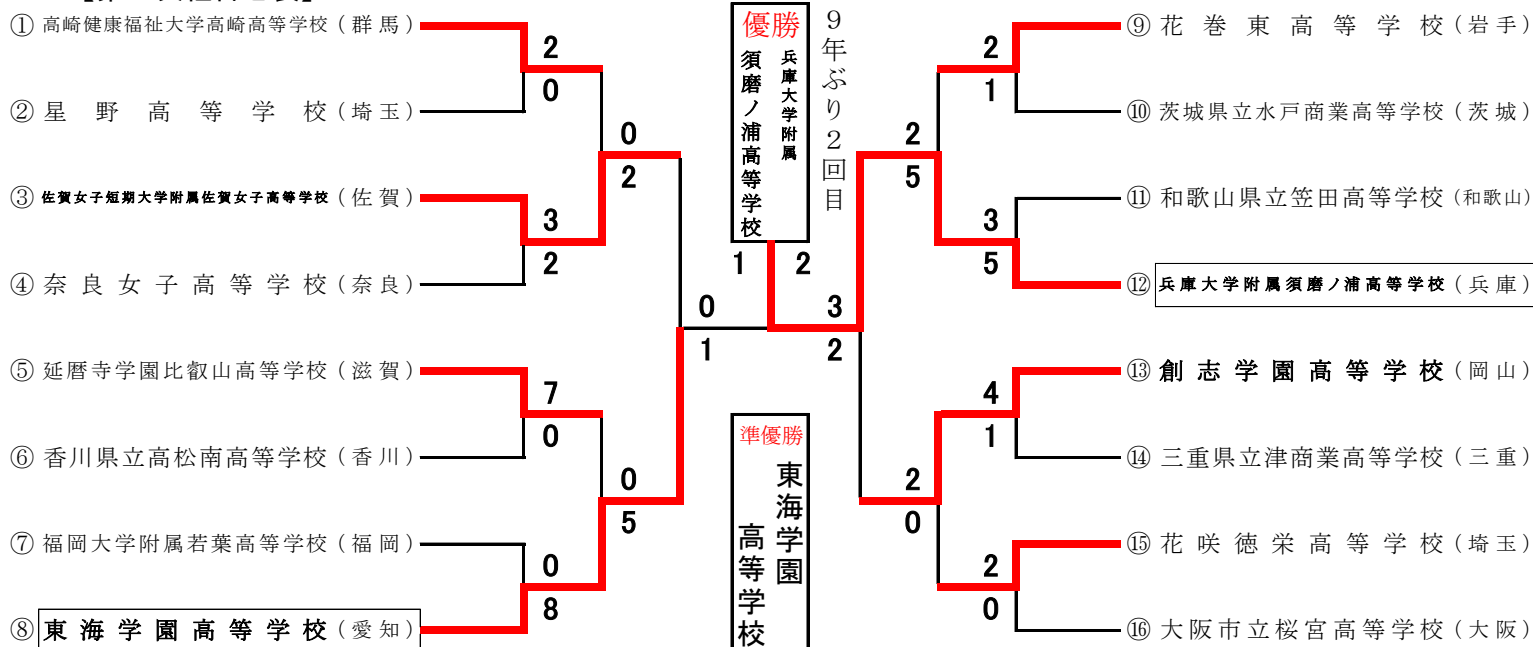 ① 高崎健康福祉大学高崎高等学校 (群馬)
② 星野高等学校 (埼玉)
③ 佐賀女子短期大学附属佐賀女子高等学校 (佐賀)
④ 奈良女子高等学校 (奈良)
⑤ 延暦寺学園比叡山高等学校 (滋賀)
⑥ 香川県立高松南高等学校 (香川)
⑦ 福岡大学附属若葉高等学校 (福岡)
⑧ 東海学園高等学校 (愛知)
2
0
3
2
7
0
0
8
0
2
0
5
0
1
優勝
兵庫大学附属
須磨ノ浦高等学校
9年ぶり2回目
1 2
準優勝
東海学園
高等学校
3
2
2
5
2
0
2
1
3
5
4
1
2
0
⑨ 花巻東高等学校 (岩手)
⑩ 茨城県立水戸商業高等学校 (茨城)
⑪ 和歌山県立笠田高等学校 (和歌山)
⑫ 兵庫大学附属須磨ノ浦高等学校 (兵庫)
⑬ 創志学園高等学校 (岡山)
⑭ 三重県立津商業高等学校 (三重)
⑮ 花咲徳栄高等学校 (埼玉)
⑯ 大阪市立桜宮高等学校 (大阪)